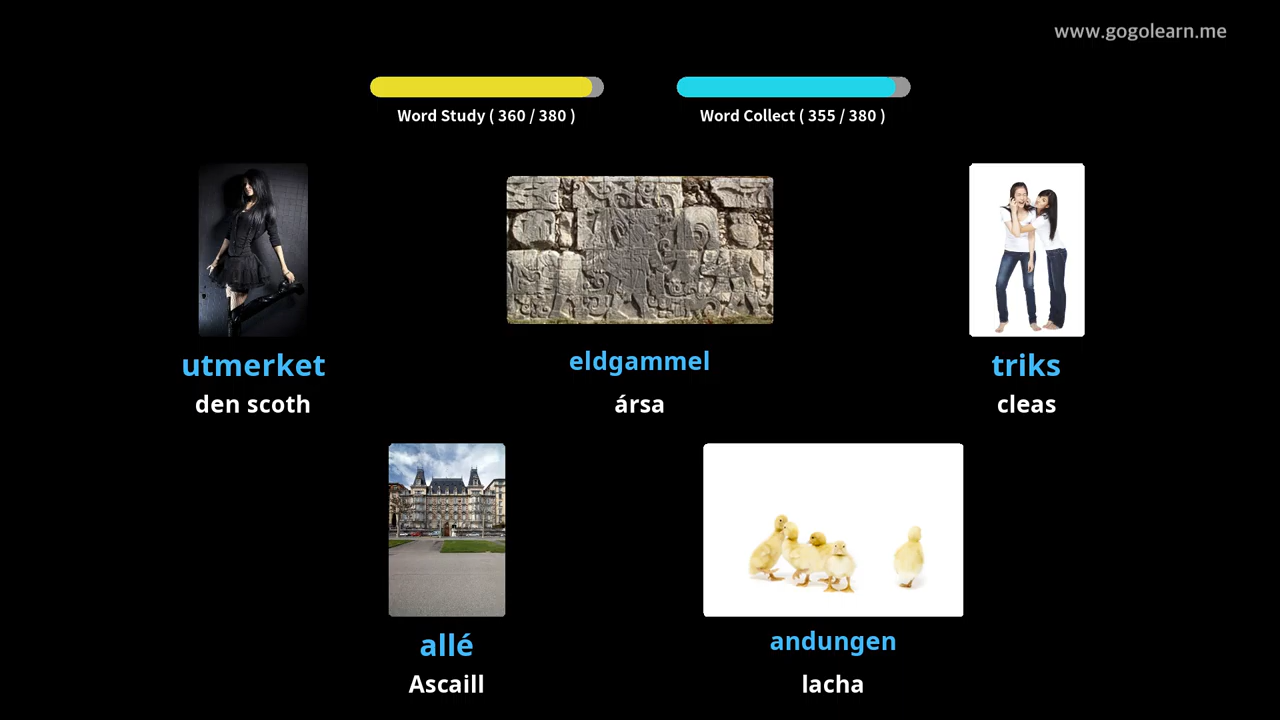 www.gogolearn.me
Word Study ( 360 / 380 )
Word Collect ( 355 / 380 )
utmerket
den scoth
eldgammel
ársa
triks
cleas
allé
Ascaill
andungen
lacha